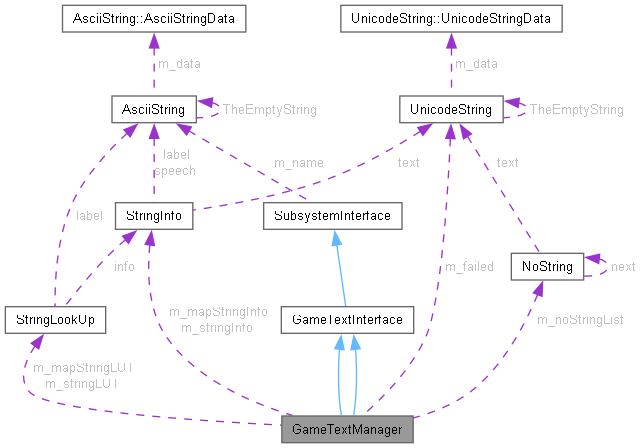 AsciiString::AsciiStringData
UnicodeString::UnicodeStringData
m_data
m_data
AsciiString
TheEmptyString
UnicodeString
TheEmptyString
label
speech
m_name
text
text
label
StringInfo
SubsystemInterface
info
m_failed
NoString
next
m_mapStringInfo
m_stringInfo
StringLookUp
GameTextInterface
m_noStringList
m_mapStringLUT
m_stringLUT
GameTextManager